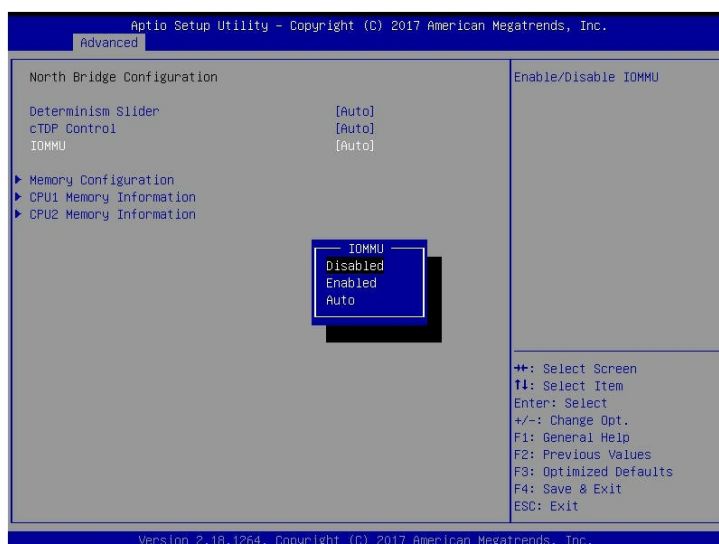 Aptio Setup Utility – Copyright (C) 2017 American Megatrends, Inc.
Advanced
North Bridge Configuration
Determinism Slider [Auto]
cTDP Control [Auto]
IOMMU [Auto]
Memory Configuration
CPU1 Memory Information
CPU2 Memory Information
IOMMU
Disabled
Enabled
Auto
Enable/Disable IOMMU
→←: Select Screen
↑↓: Select Item
Enter: Select
+/-: Change Opt.
F1: General Help
F2: Previous Values
F3: Optimized Defaults
F4: Save & Exit
ESC: Exit
Version 2.18.1264. Copyright (C) 2017 American Megatrends, Inc.